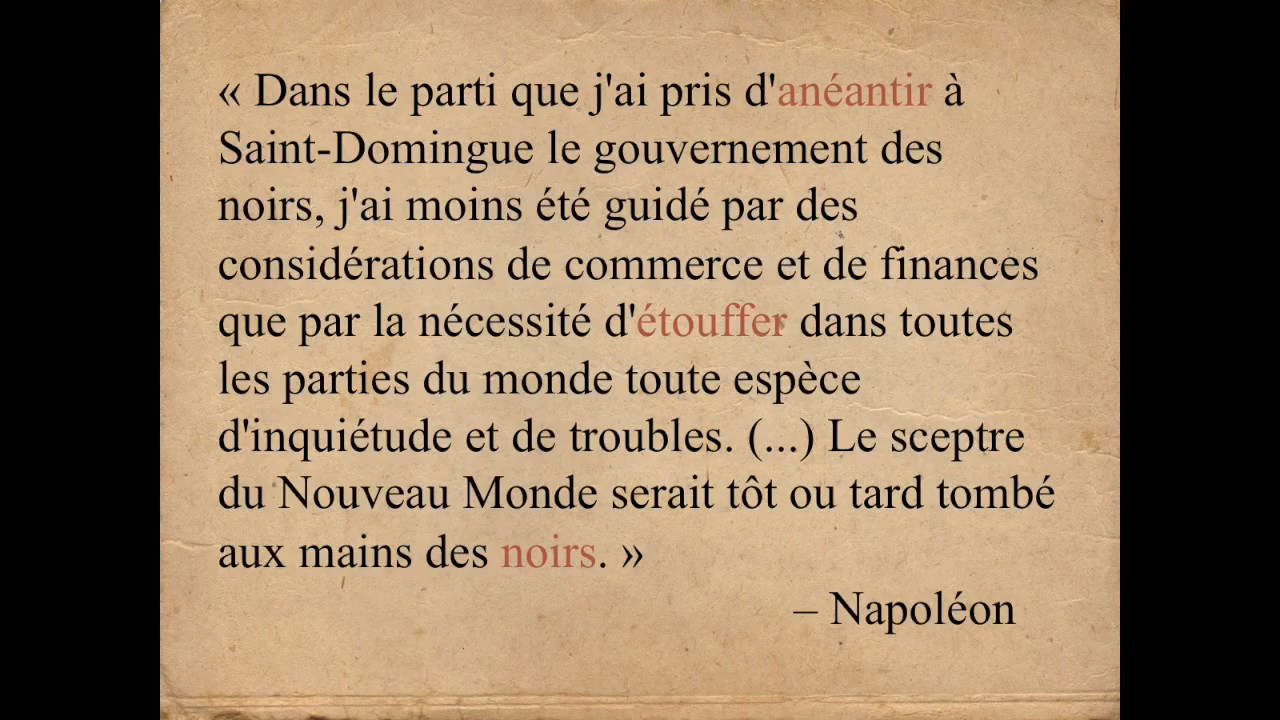 « Dans le parti que j'ai pris d'anéantir à
Saint-Domingue le gouvernement des
noirs, j'ai moins été guidé par des
considérations de commerce et de finances
que par la nécessité d'étouffer dans toutes
les parties du monde toute espèce
d'inquiétude et de troubles. (...) Le sceptre
du Nouveau Monde serait tôt ou tard tombé
aux mains des noirs. »
– Napoléon